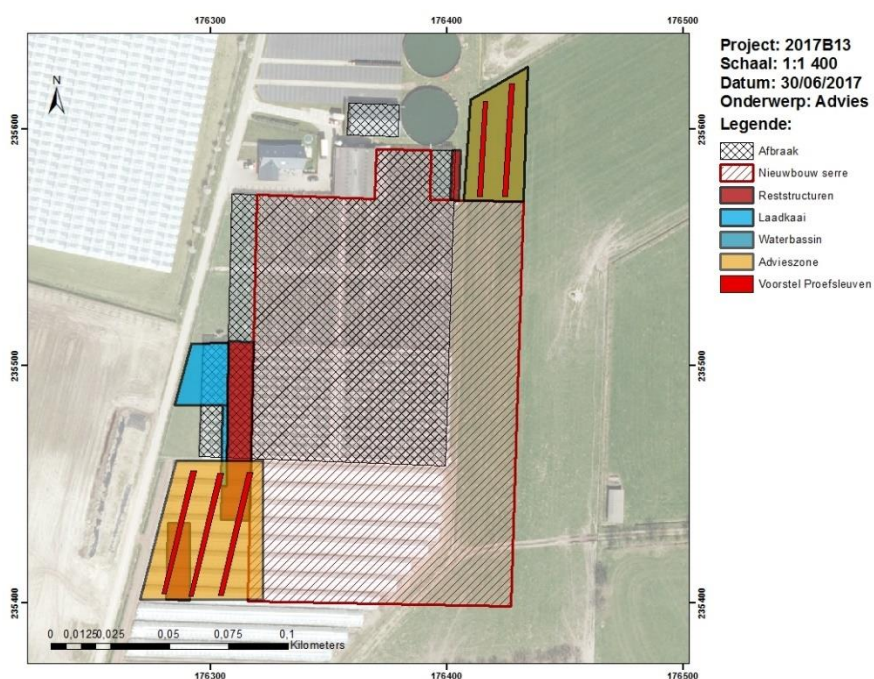 176300
176400
176500
Project: 2017B13
Schaal: 1:1 400
Datum: 30/06/2017
Onderwerp: Advies
Legende:
Afbraak
Nieuwbouw serre
Reststructuren
Laadkaai
Waterbassin
Advieszone
Voorstel Proefsleuven
N
235600
235600
235500
235500
235400
235400
0 0,0125 0,025 0,05 0,075 0,1
Kilometers
176300
176400
176500